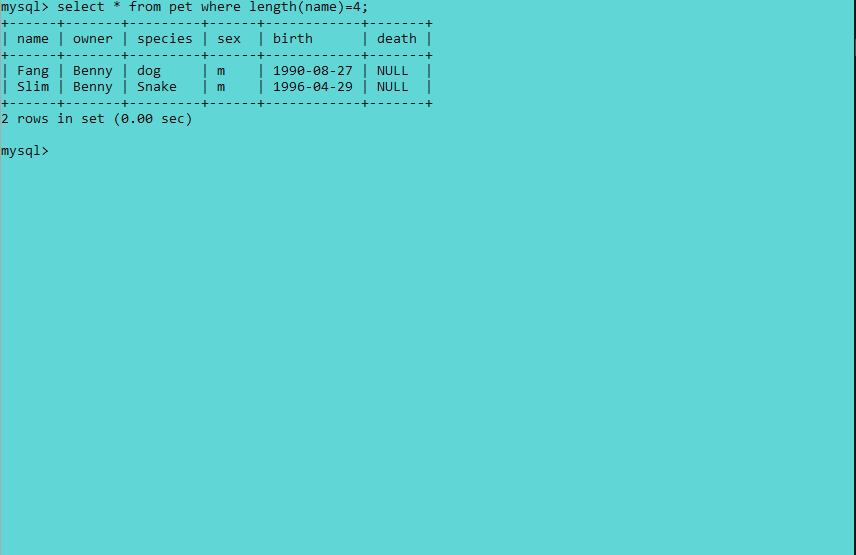 mysql> select * from pet where length(name)=4;
+------+-------+---------+------+------------+-------+
| name | owner | species | sex  | birth      | death |
+------+-------+---------+------+------------+-------+
| Fang | Benny | dog     | m    | 1990-08-27 | NULL  |
| Slim | Benny | Snake   | m    | 1996-04-29 | NULL  |
+------+-------+---------+------+------------+-------+
2 rows in set (0.00 sec)
mysql>